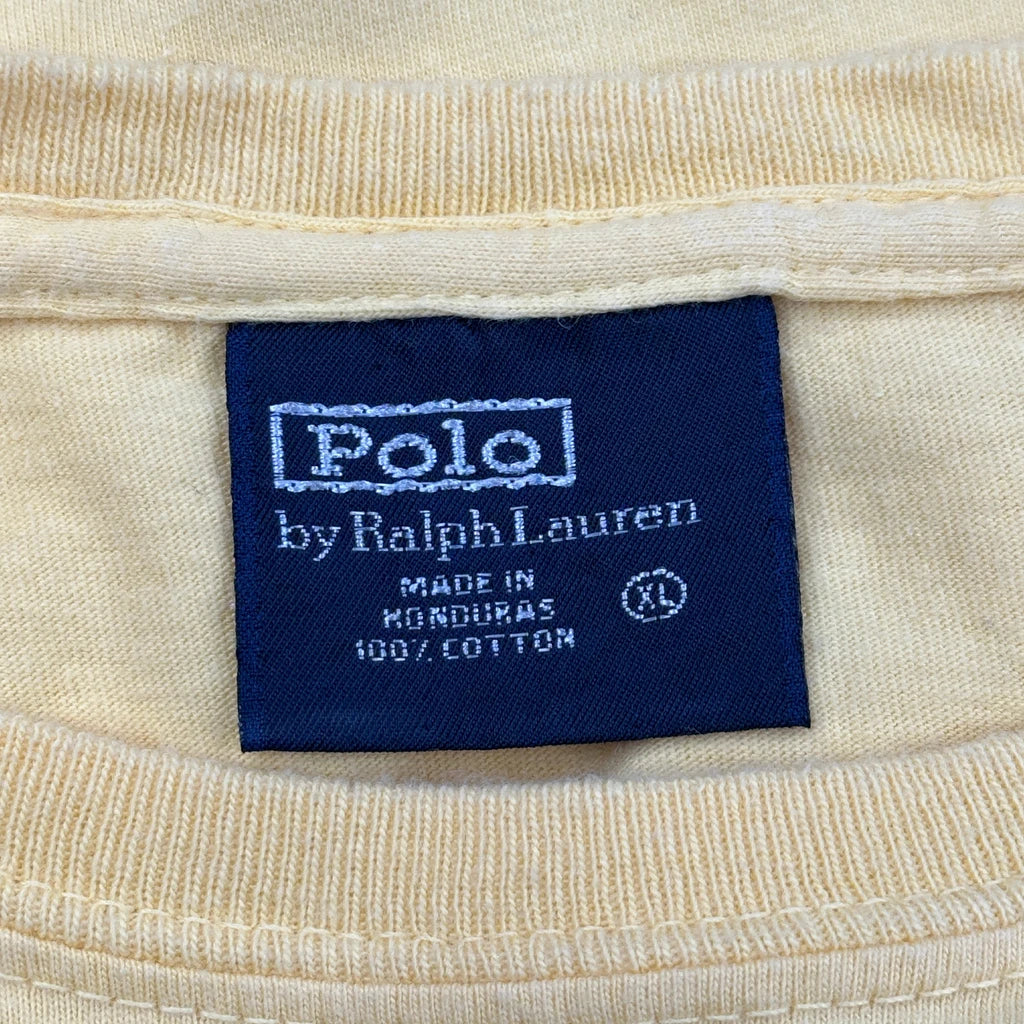 Polo
by Ralph Lauren
MADE IN
HONDURAS
100% COTTON
XL